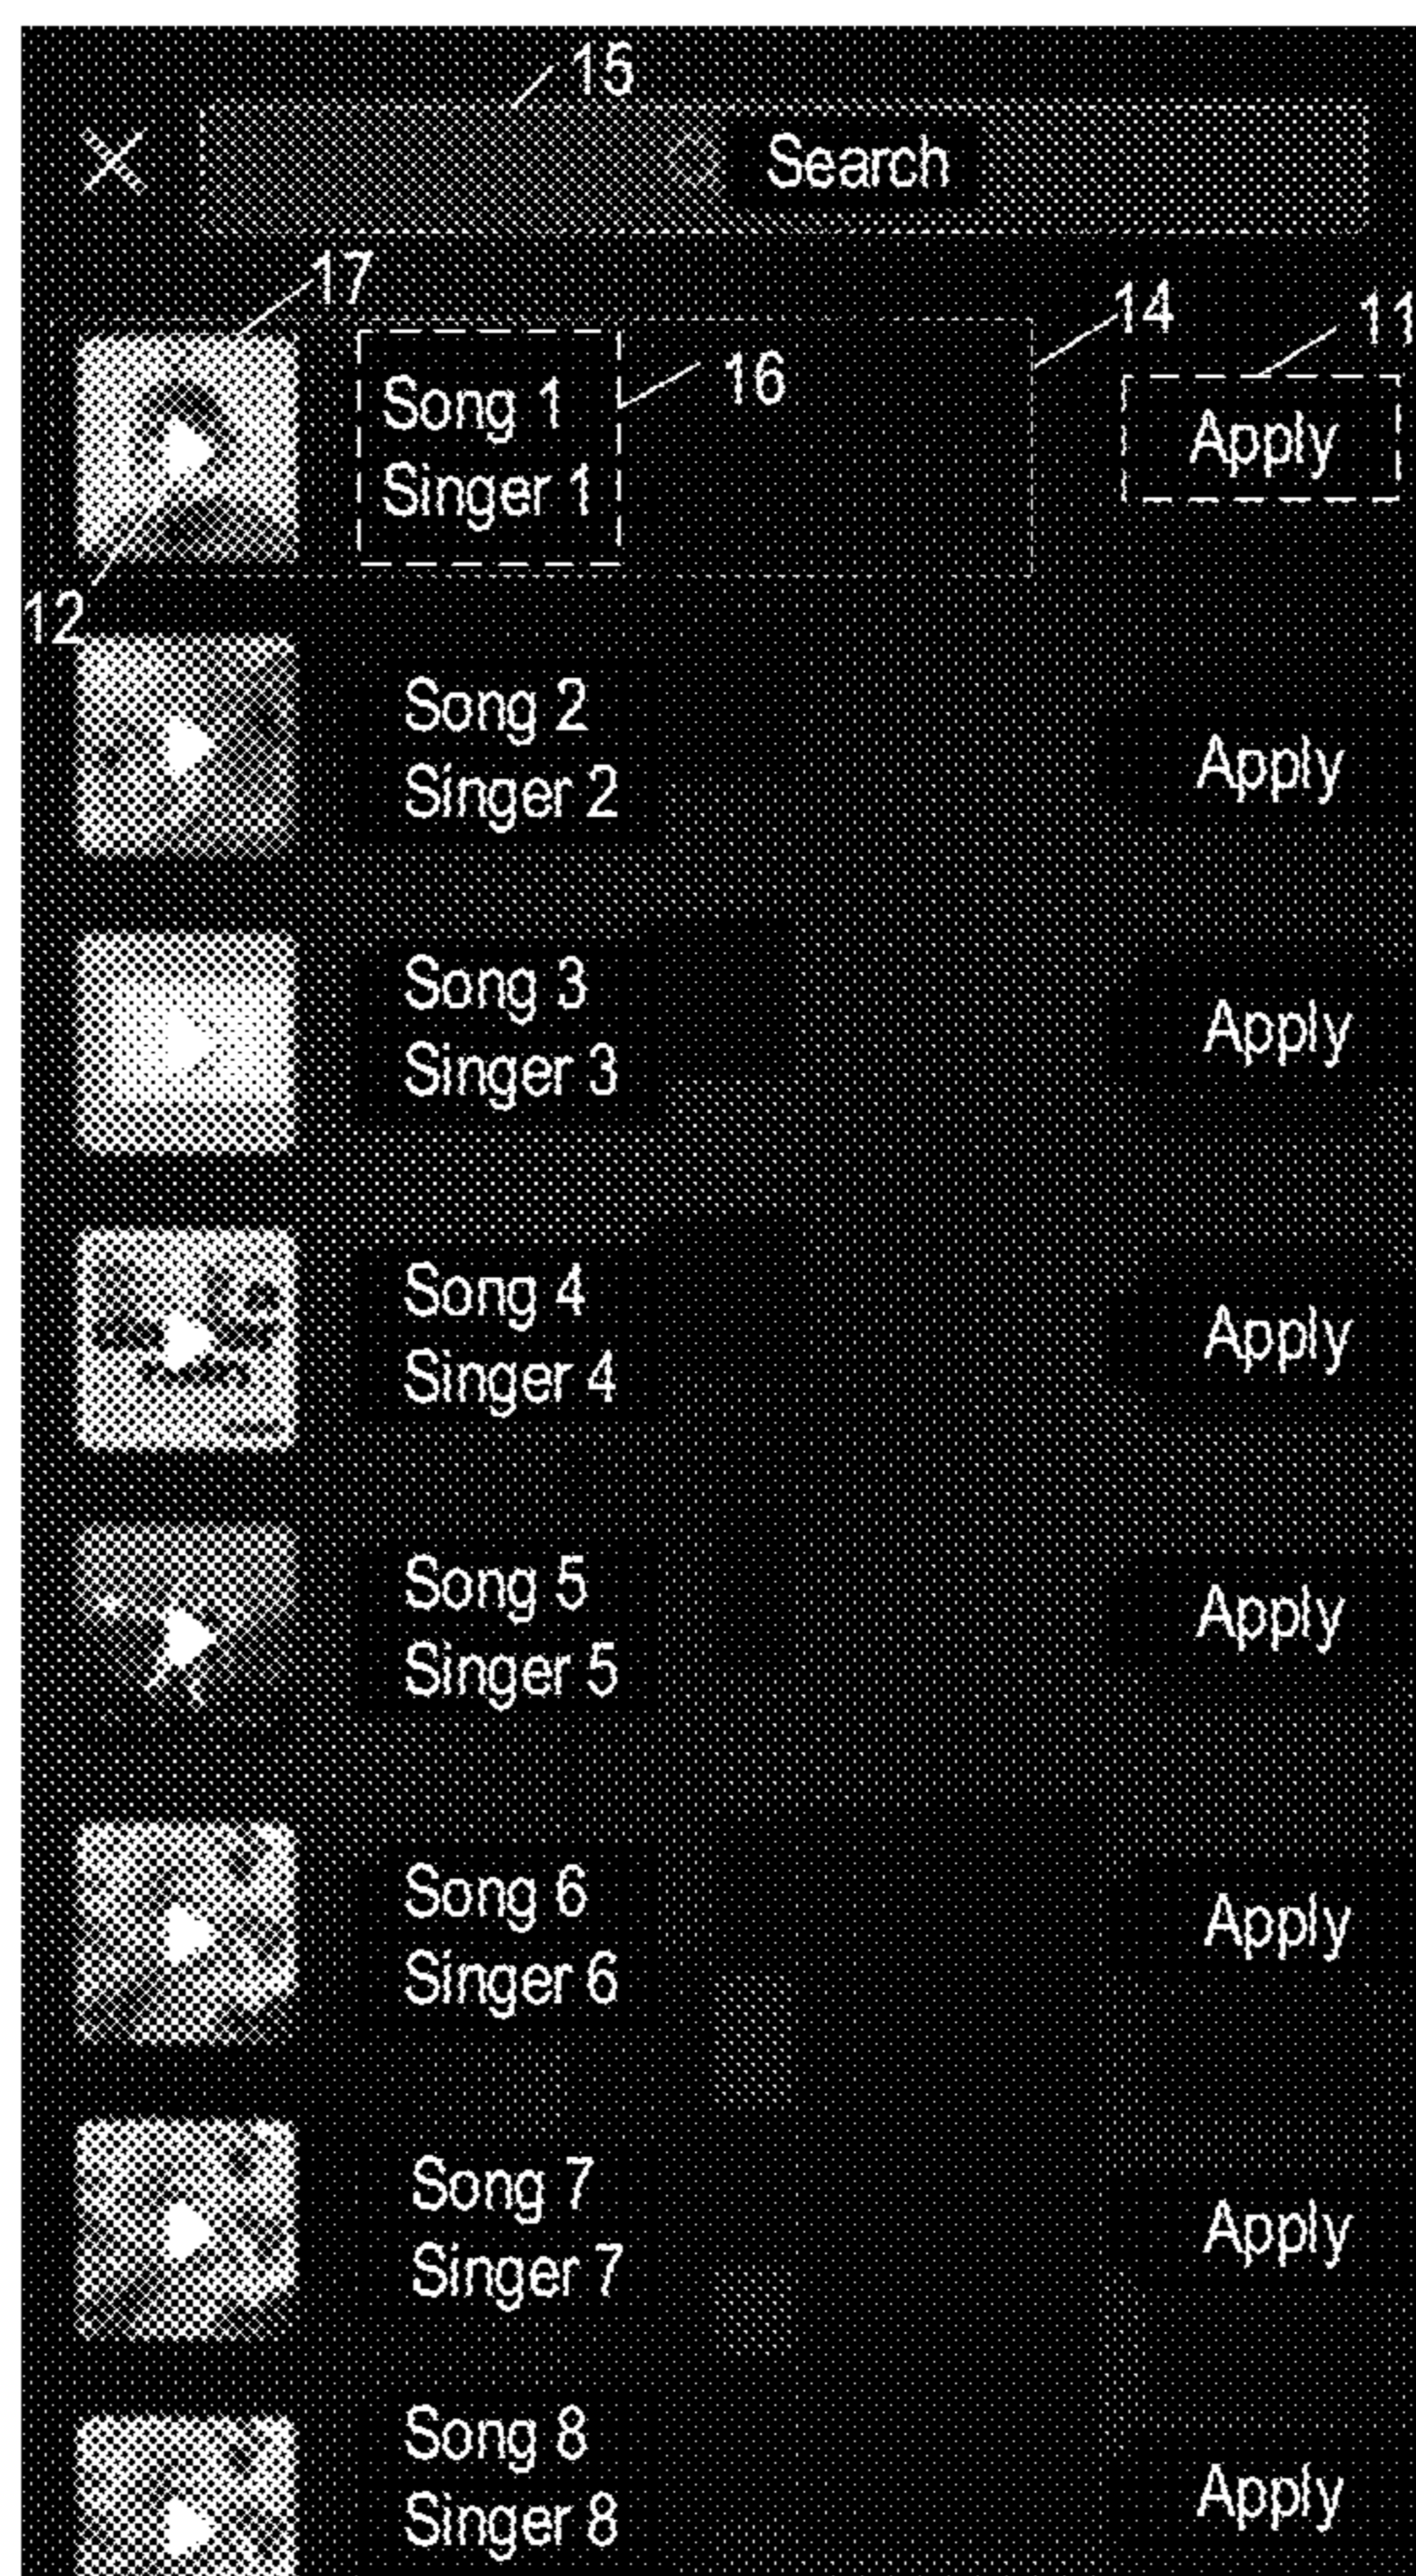 15
Search
17
14
11
Song 1
16
Apply
Singer 1
12
Song 2
Singer 2
Apply
Song 3
Singer 3
Apply
Song 4
Singer 4
Apply
Song 5
Singer 5
Apply
Song 6
Singer 6
Apply
Song 7
Singer 7
Apply
Song 8
Singer 8
Apply